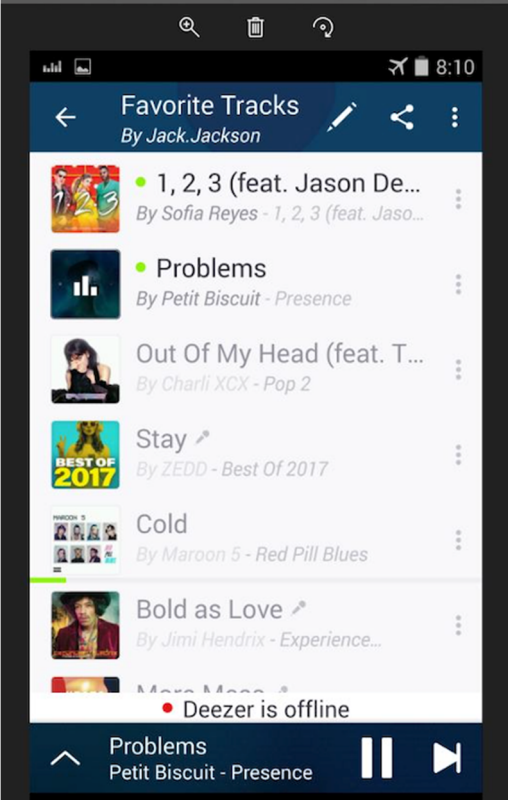 8:10
Favorite Tracks
By Jack.Jackson
1, 2, 3 (feat. Jason De...
By Sofia Reyes - 1, 2, 3 (feat. Jaso...
Problems
By Petit Biscuit - Presence
Out Of My Head (feat. T...
By Charli XCX - Pop 2
Stay
By ZEDD - Best Of 2017
BEST OF
2017
Cold
By Maroon 5 - Red Pill Blues
MAROON 5
Bold as Love
By Jimi Hendrix - Experience...
Deezer is offline
Problems
Petit Biscuit - Presence